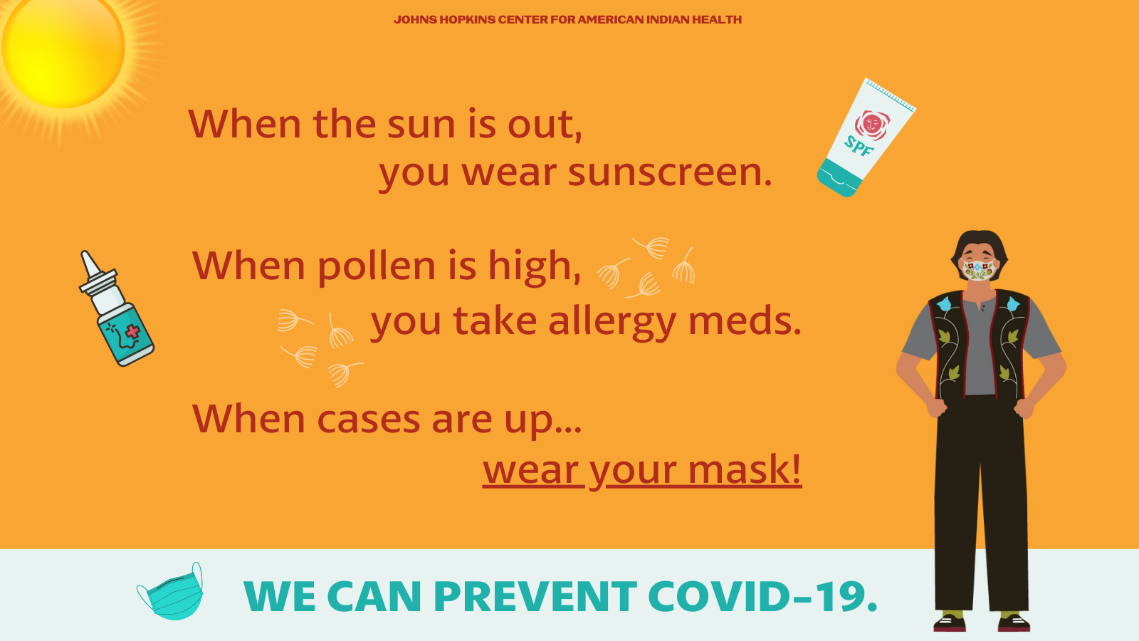 JOHNS HOPKINS CENTER FOR AMERICAN INDIAN HEALTH
When the sun is out,
you wear sunscreen.
SPF
When pollen is high,
you take allergy meds.
When cases are up...
wear your mask!
WE CAN PREVENT COVID-19.